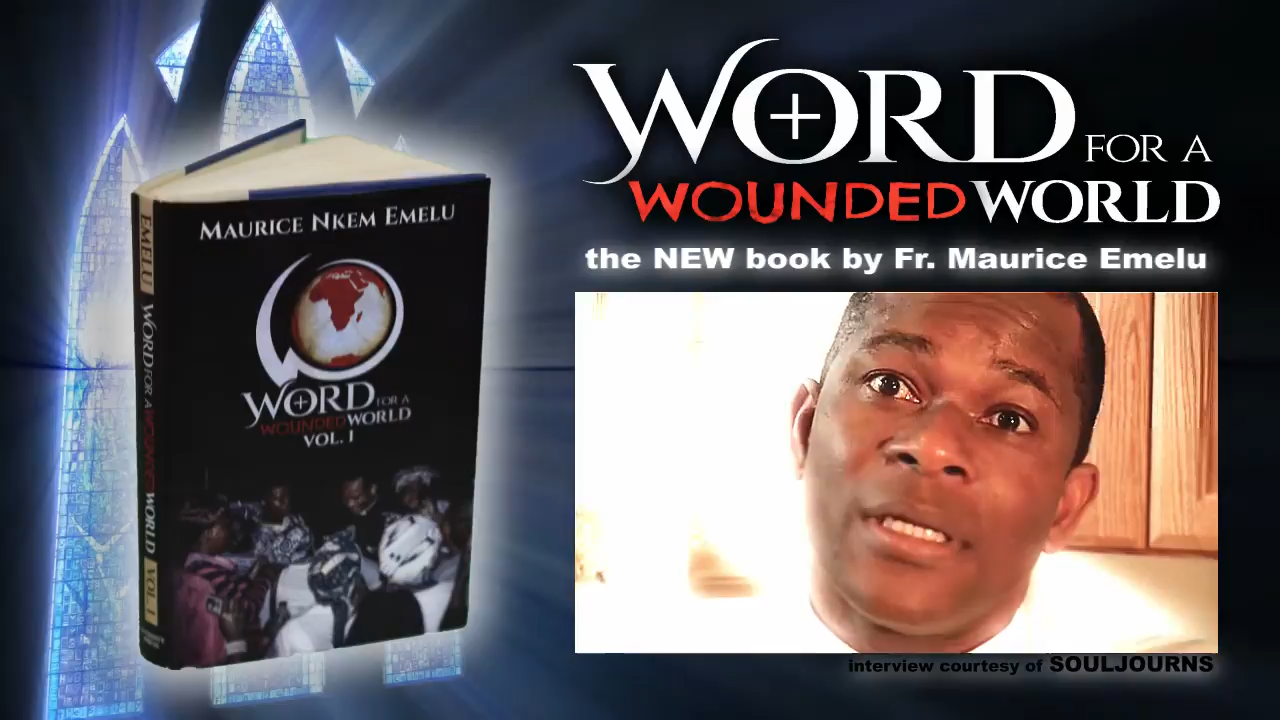 MAURICE NKEM EMELU
WORD FOR A
WOUNDED WORLD
VOL. I
EMELU WORD FOR A WOUNDED WORLD VOL. I
WORD FOR A
WOUNDED WORLD
the NEW book by Fr. Maurice Emelu
interview courtesy of SOULJOURNS